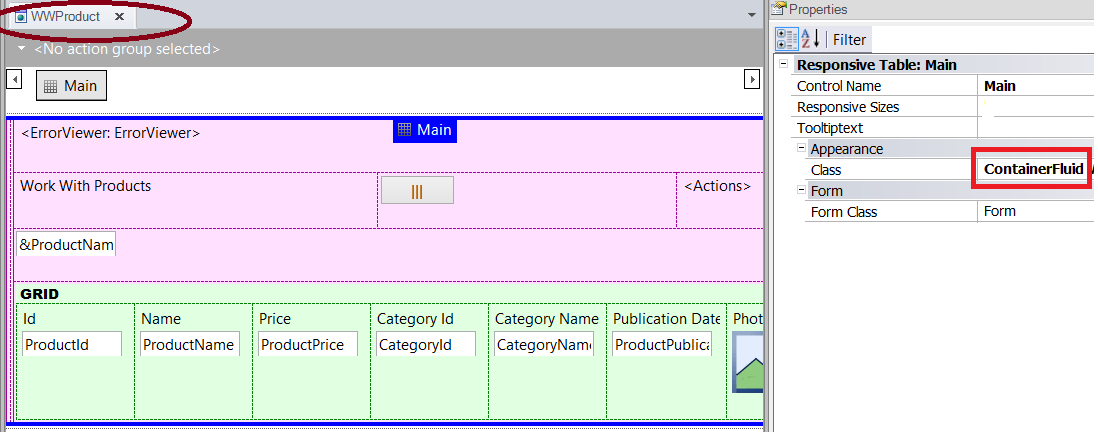 WWProduct
<No action group selected>
Main
<ErrorViewer: ErrorViewer>
Main
Work With Products
|||
<Actions>
&ProductNam
GRID
Id Name Price Category Id Category Name Publication Date Phot
ProductId ProductName ProductPrice CategoryId CategoryName ProductPublica
Properties
Filter
Responsive Table: Main
Control Name Main
Responsive Sizes
Tooltiptext
Appearance
Class ContainerFluid
Form
Form Class Form